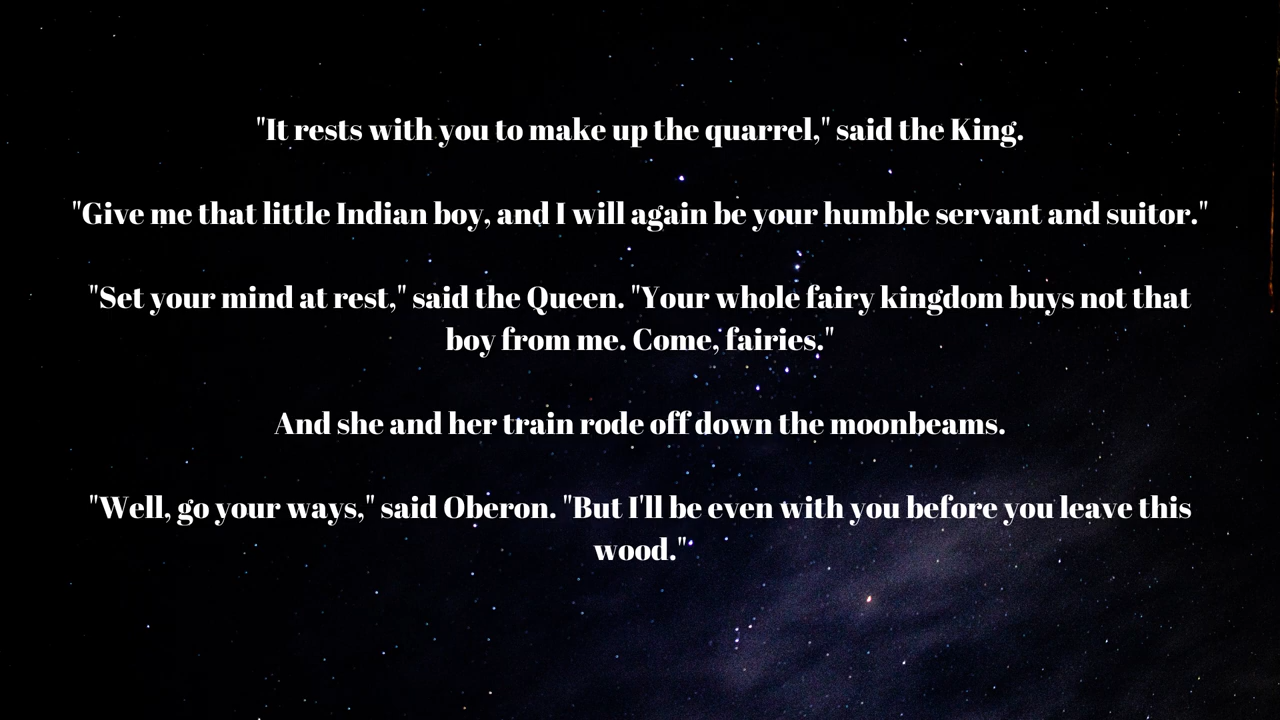 "It rests with you to make up the quarrel," said the King.
"Give me that little Indian boy, and I will again be your humble servant and suitor."
"Set your mind at rest," said the Queen. "Your whole fairy kingdom buys not that
boy from me. Come, fairies."
And she and her train rode off down the moonbeams.
"Well, go your ways," said Oberon. "But I'll be even with you before you leave this
wood."